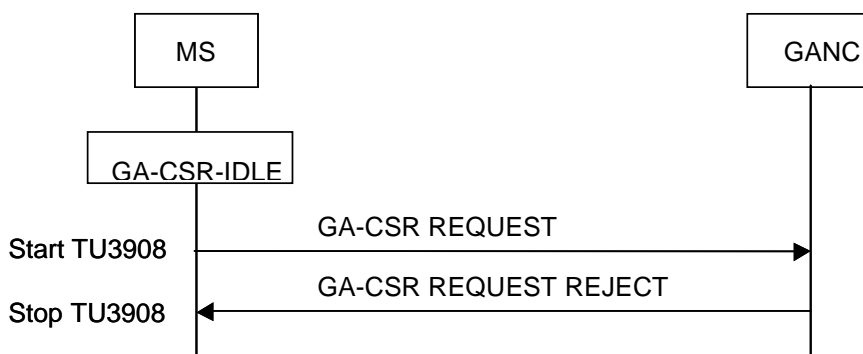 MS
GANC
GA-CSR-IDLE
GA-CSR REQUEST
Start TU3908
GA-CSR REQUEST REJECT
Stop TU3908